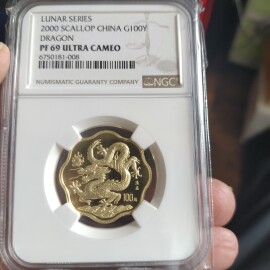 LUNAR SERIES
2000 SCALLOP CHINA G100Y
DRAGON
PF 69 ULTRA CAMEO
6750181-008
NUMISMATIC GUARANTY COMPANY
NGC
100元